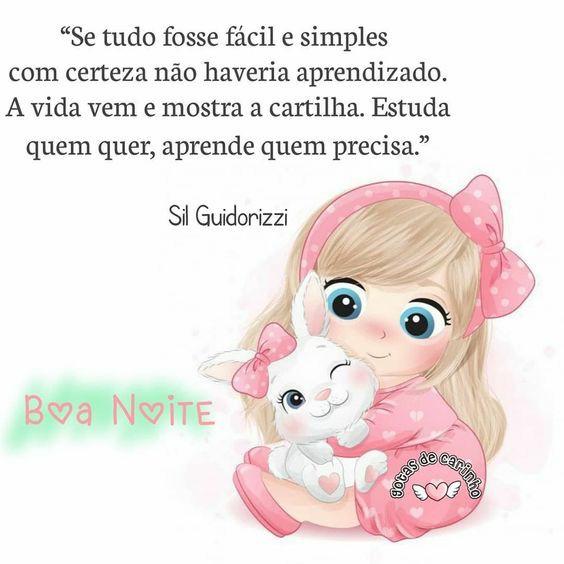 “Se tudo fosse fácil e simples
com certeza não haveria aprendizado.
A vida vem e mostra a cartilha. Estuda
quem quer, aprende quem precisa.”
Sil Guidorizzi
Boa Noite
gotas de carinho